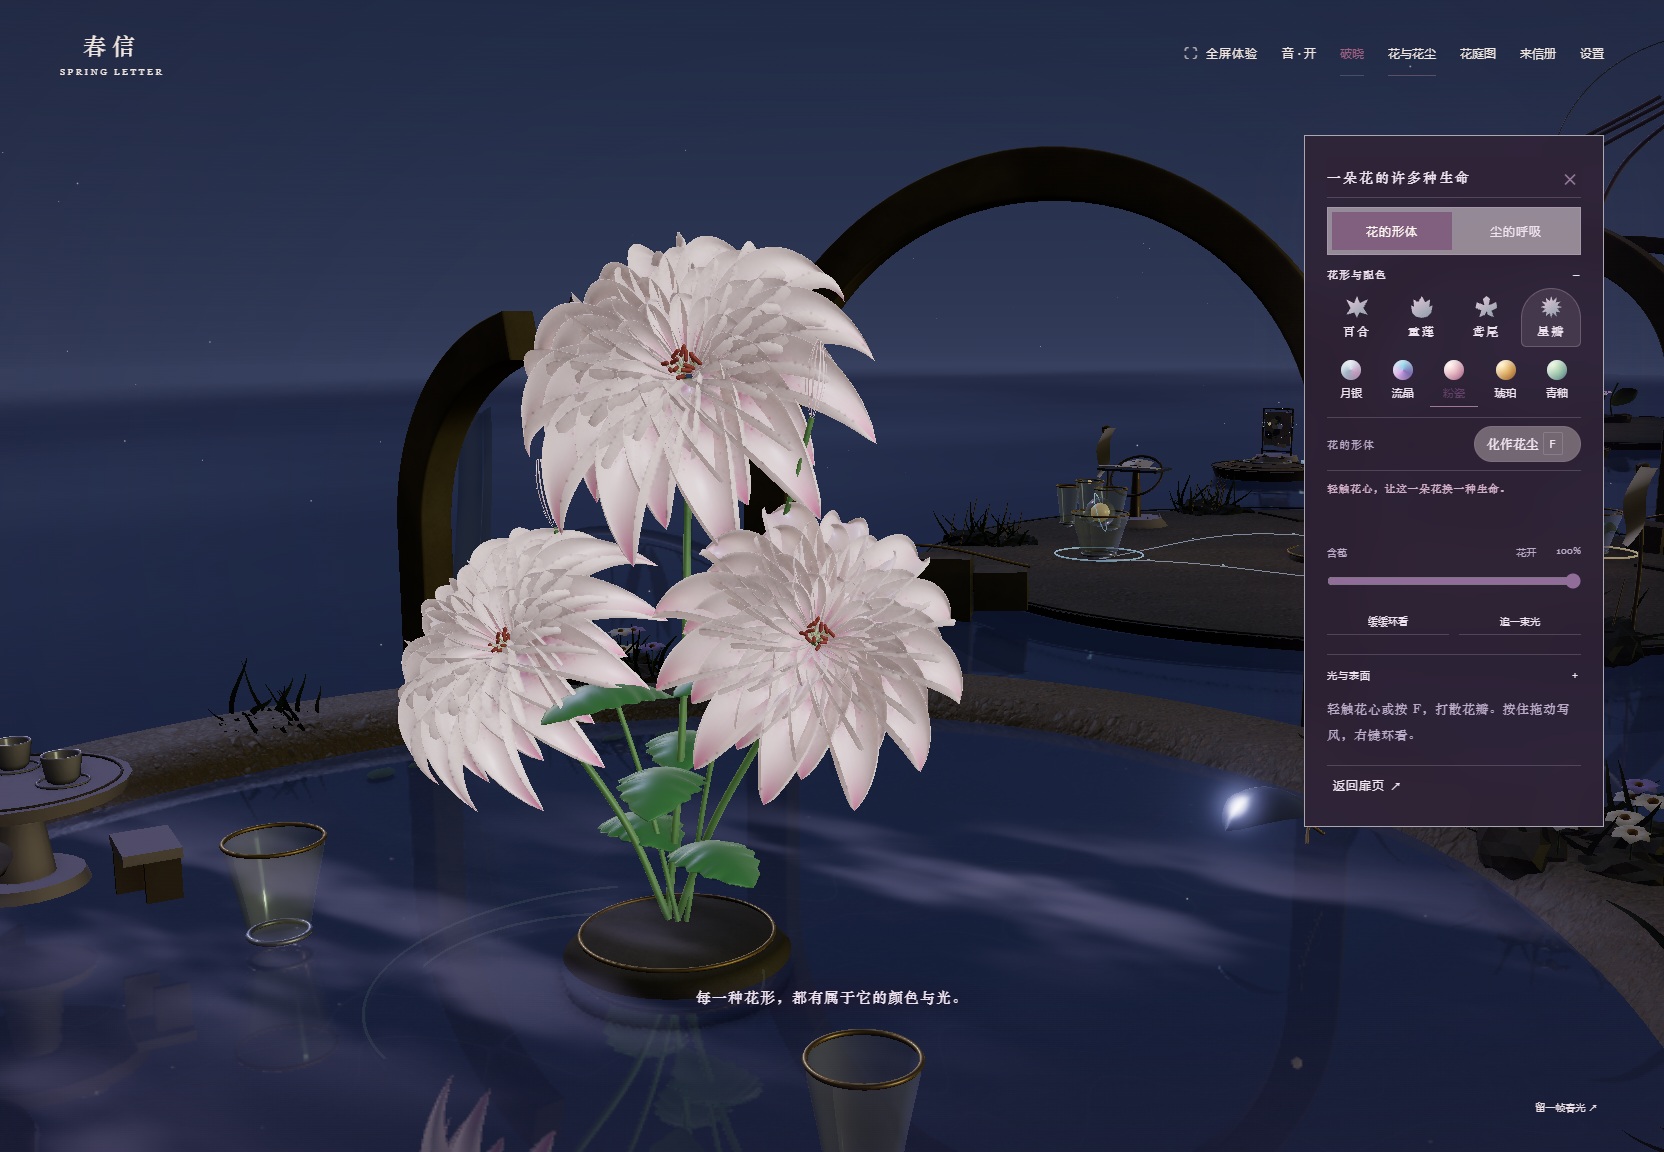 春信
SPRING LETTER
全屏体验 音·开 破晓 花与花尘 花庭图 来信册 设置
一朵花的许多种生命
花的形体 尘的呼吸
花形与配色
百合 重莲 鸢尾 星瓣
月银 流晶 粉瓷 琥珀 青釉
花的形体 化作花尘 F
轻触花心，让这一朵花换一种生命。
含苞 花开 100%
缓缓环看 追一束光
光与表面
轻触花心或按 F，打散花瓣。按住拖动写
风，右键环看。
返回扉页 ↗
每一种花形，都有属于它的颜色与光。
留一帧春光 ↗